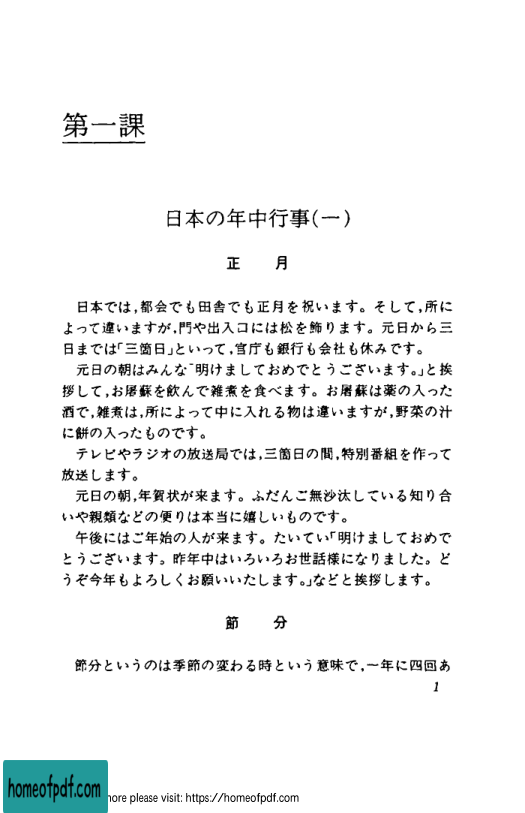 第一課
日本の年中行事(一)
正　月
日本では,都会でも田舎でも正月を祝います。そして,所に
よって違いますが,門や出入口には松を飾ります。元日から三
日までは「三箇日」といって,官庁も銀行も会社も休みです。
元日の朝はみんな「明けましておめでとうございます。」と挨
拶して,お屠蘇を飲んで雑煮を食べます。お屠蘇は薬の入った
酒で,雑煮は,所によって中に入れる物は違いますが,野菜の汁
に餅の入ったものです。
テレビやラジオの放送局では,三箇日の間,特別番組を作って
放送します。
元日の朝,年賀状が来ます。ふだんご無沙汰している知り合
いや親類などの便りは本当に嬉しいものです。
午後にはご年始の人が来ます。たいてい「明けましておめで
とうございます。昨年中はいろいろお世話様になりました。ど
うぞ今年もよろしくお願いいたします。」などと挨拶します。
節　分
節分というのは季節の変わる時という意味で,一年に四回あ
1
homeofpdf.com
more please visit: https://homeofpdf.com